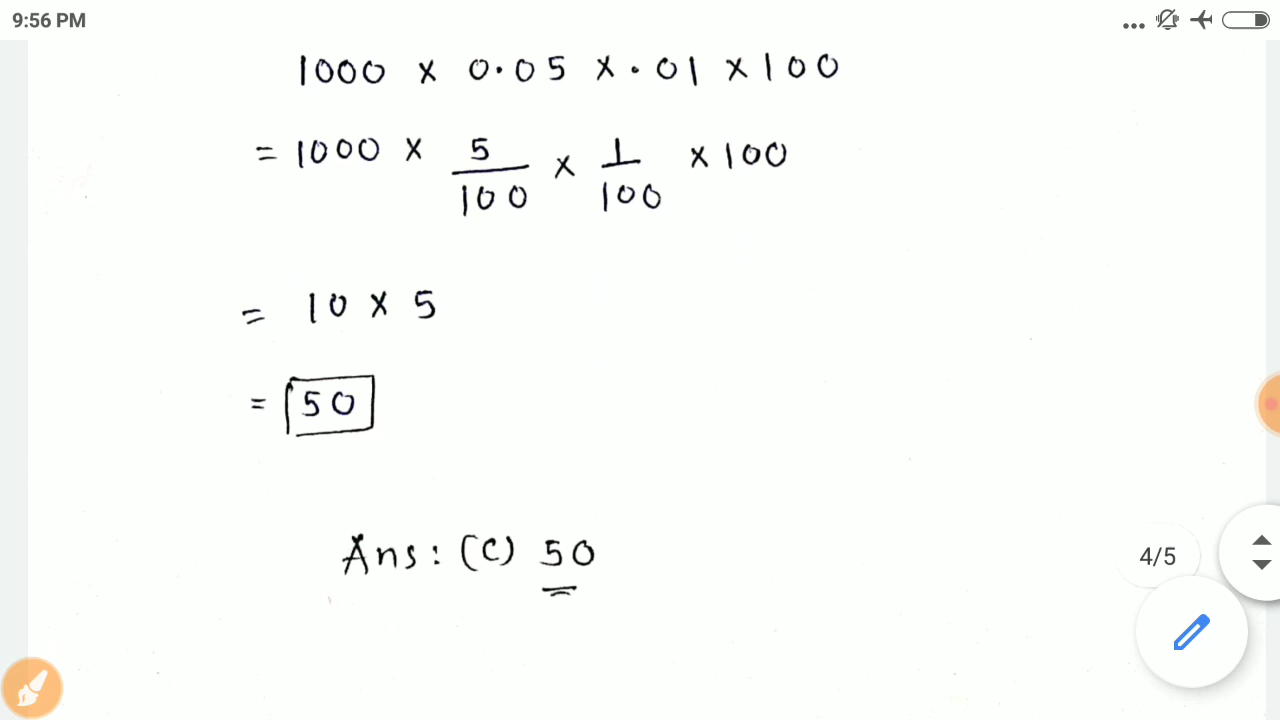 9:56 PM
1000 x 0.05 x .01 x 100
= 1000 x 5/100 x 1/100 x 100
= 10 x 5
= 50
Ans: (C) 50
4/5